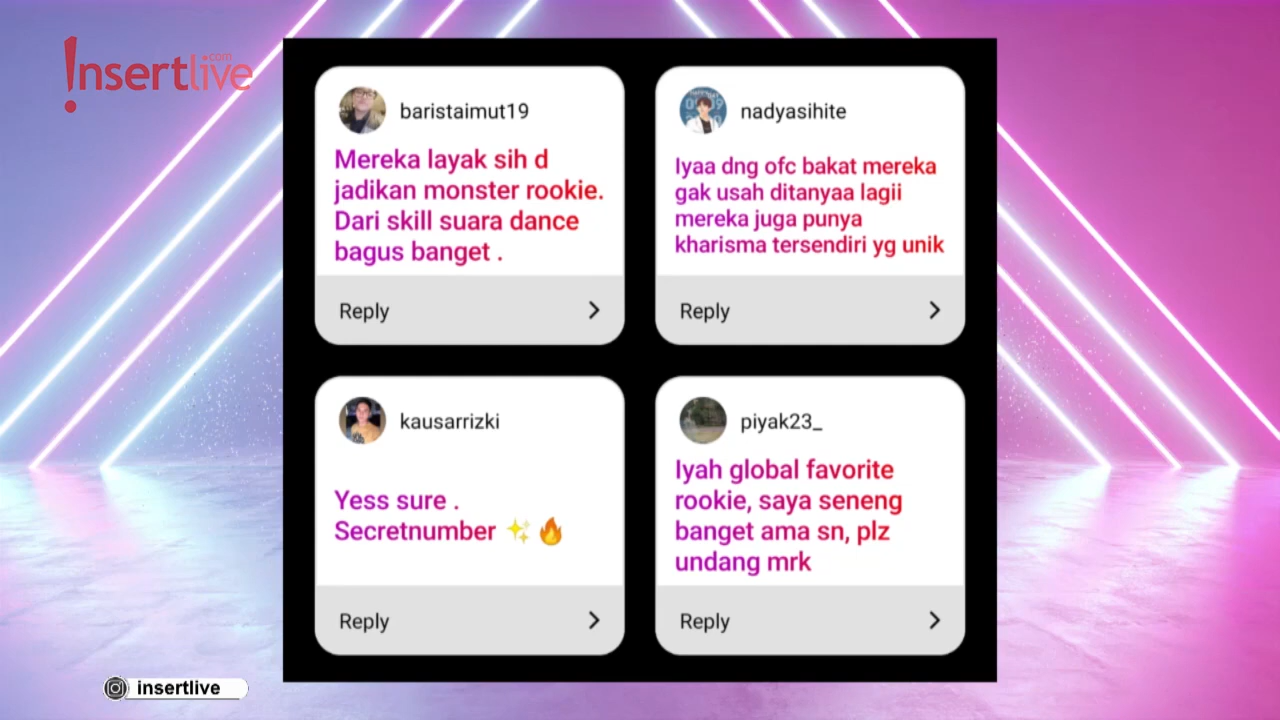 Insertlive.com
baristaimut19
Mereka layak sih d
jadikan monster rookie.
Dari skill suara dance
bagus banget .
Reply
nadyasihite
Iyaa dng ofc bakat mereka
gak usah ditanyaa lagii
mereka juga punya
kharisma tersendiri yg unik
Reply
kausarrizki
Yess sure .
Secretnumber ✨🔥
Reply
piyak23_
Iyah global favorite
rookie, saya seneng
banget ama sn, plz
undang mrk
Reply
insertlive